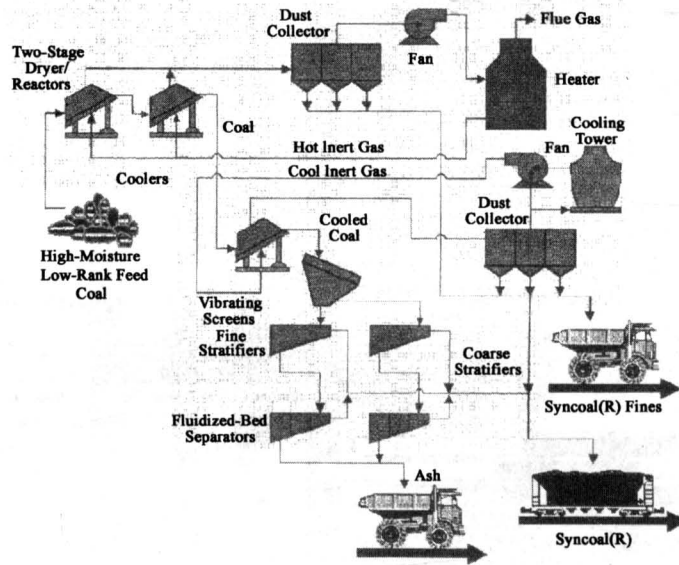 Dust
Collector
Flue Gas
Two-Stage
Dryer/
Reactors
Fan
Heater
Coal
Hot Inert Gas
Fan
Cooling
Tower
Coolers
Cool Inert Gas
Dust
Collector
Cooled
Coal
High-Moisture
Low-Rank Feed
Coal
Vibrating
Screens
Fine
Stratifiers
Coarse
Stratifiers
Syncoal(R) Fines
Fluidized-Bed
Separators
Ash
Syncoal(R)